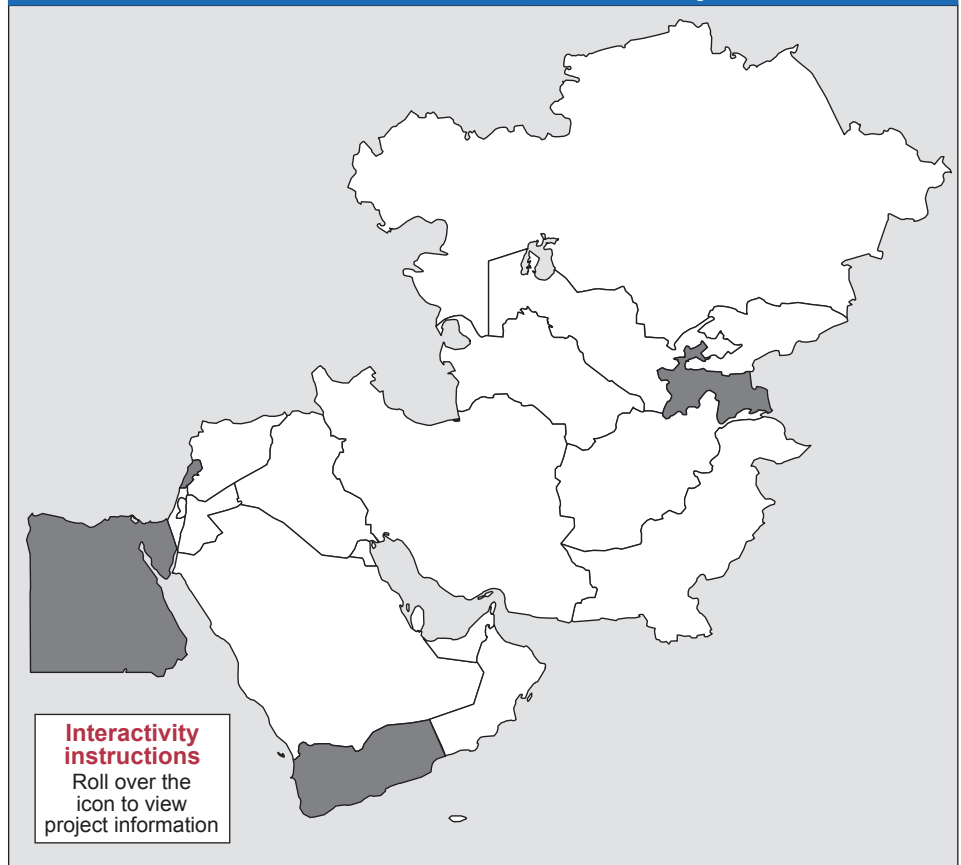 Interactivity
instructions
Roll over the
icon to view
project information